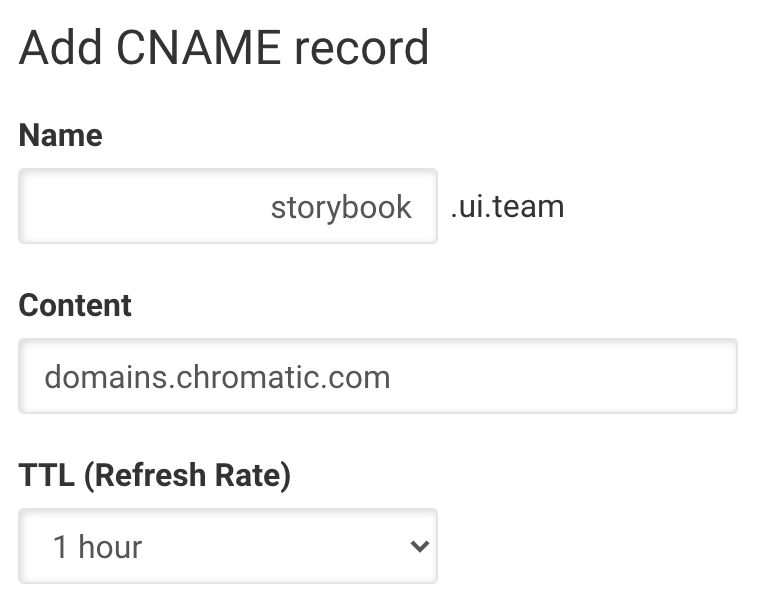 Add CNAME record
Name
storybook .ui.team
Content
domains.chromatic.com
TTL (Refresh Rate)
1 hour